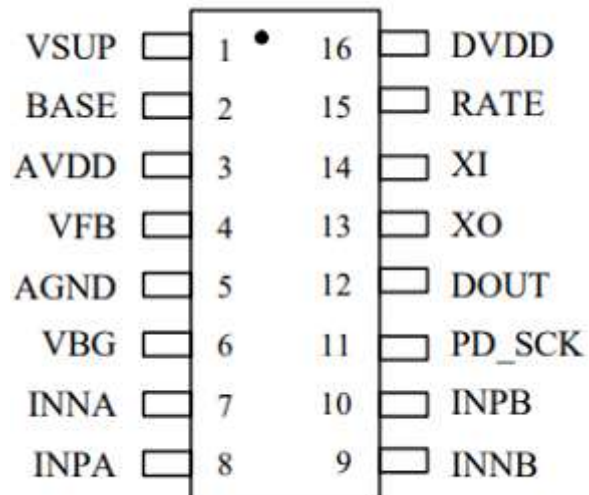 VSUP 1 16 DVDD
BASE 2 15 RATE
AVDD 3 14 XI
VFB 4 13 XO
AGND 5 12 DOUT
VBG 6 11 PD_SCK
INNA 7 10 INPB
INPA 8 9 INNB